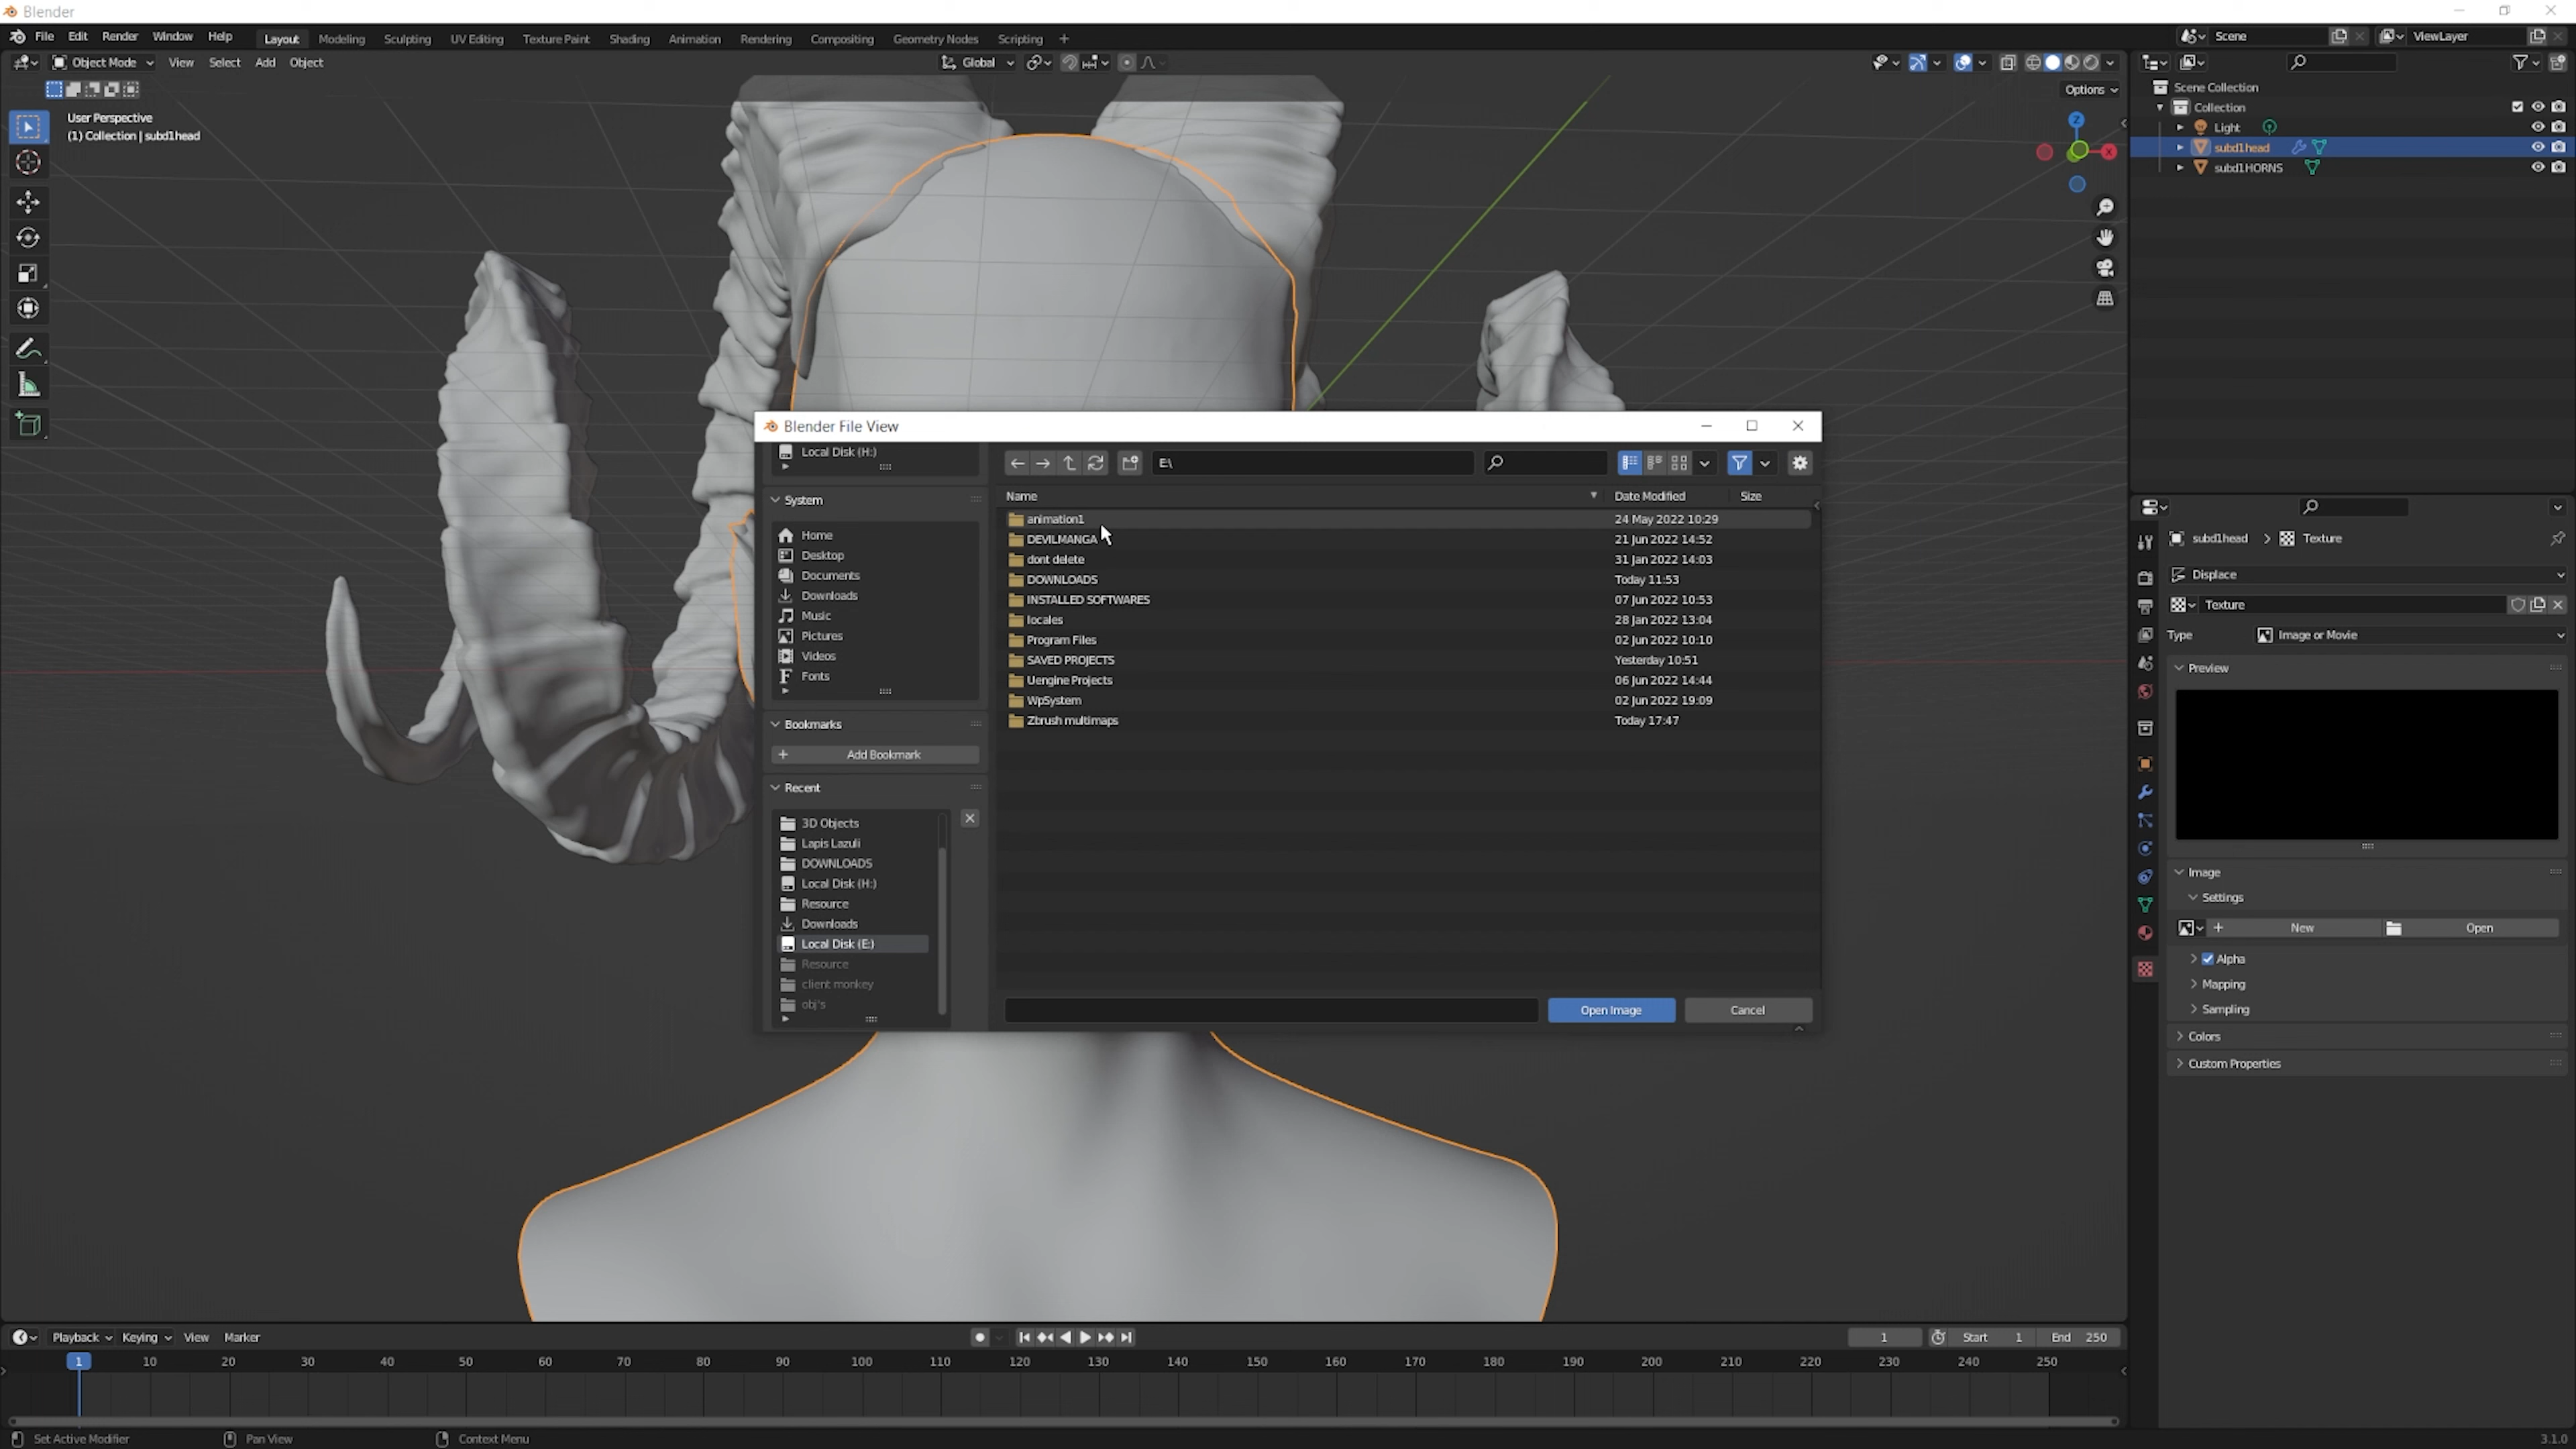 Blender
File Edit Render Window Help Layout Modeling Sculpting UV Editing Texture Paint Shading Animation Rendering Compositing Geometry Nodes Scripting + Scene ViewLayer
Object Mode View Select Add Object Global
Options
User Perspective
(1) Collection | subd1head
Z
X
Scene Collection
Collection
Light
subd1head
subd1HORNS
Blender File View
Local Disk (H:)
System
Home
Desktop
Documents
Downloads
Music
Pictures
Videos
Fonts
Bookmarks
Add Bookmark
Recent
3D Objects
Lapis Lazuli
DOWNLOADS
Local Disk (H:)
Resource
Downloads
Local Disk (E:)
Resource
client monkey
obj's
E:\
Name Date Modified Size
animation1 24 May 2022 10:29
DEVILMANGA 21 Jun 2022 14:52
dont delete 31 Jan 2022 14:03
DOWNLOADS Today 11:53
INSTALLED SOFTWARES 07 Jun 2022 10:53
locales 28 Jan 2022 13:04
Program Files 02 Jun 2022 10:10
SAVED PROJECTS Yesterday 10:51
Uengine Projects 06 Jun 2022 14:44
WpSystem 02 Jun 2022 19:09
Zbrush multimaps Today 17:47
Open Image Cancel
subd1head > Texture
Displace
Texture
Type Image or Movie
Preview
Image
Settings
New Open
Alpha
Mapping
Sampling
Colors
Custom Properties
Playback Keying View Marker 1 Start 1 End 250
1 10 20 30 40 50 60 70 80 90 100 110 120 130 140 150 160 170 180 190 200 210 220 230 240 250
Set Active Modifier Pan View Context Menu 3.1.0